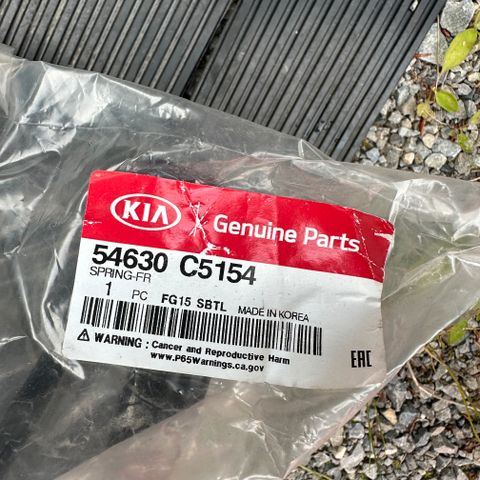 KIA Genuine Parts
54630 C5154
SPRING-FR
1 PC FG15 SBTL MADE IN KOREA
⚠ WARNING : Cancer and Reproductive Harm
www.P65Warnings.ca.gov
EAC